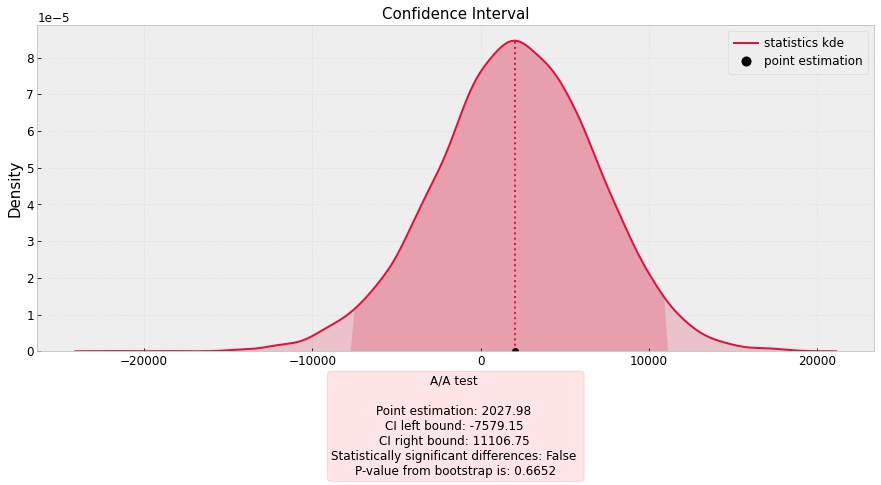 Confidence Interval
1e−5
statistics kde
point estimation
Density
8
7
6
5
4
3
2
1
0
−20000
−10000
0
10000
20000
A/A test
Point estimation: 2027.98
CI left bound: -7579.15
CI right bound: 11106.75
Statistically significant differences: False
P-value from bootstrap is: 0.6652